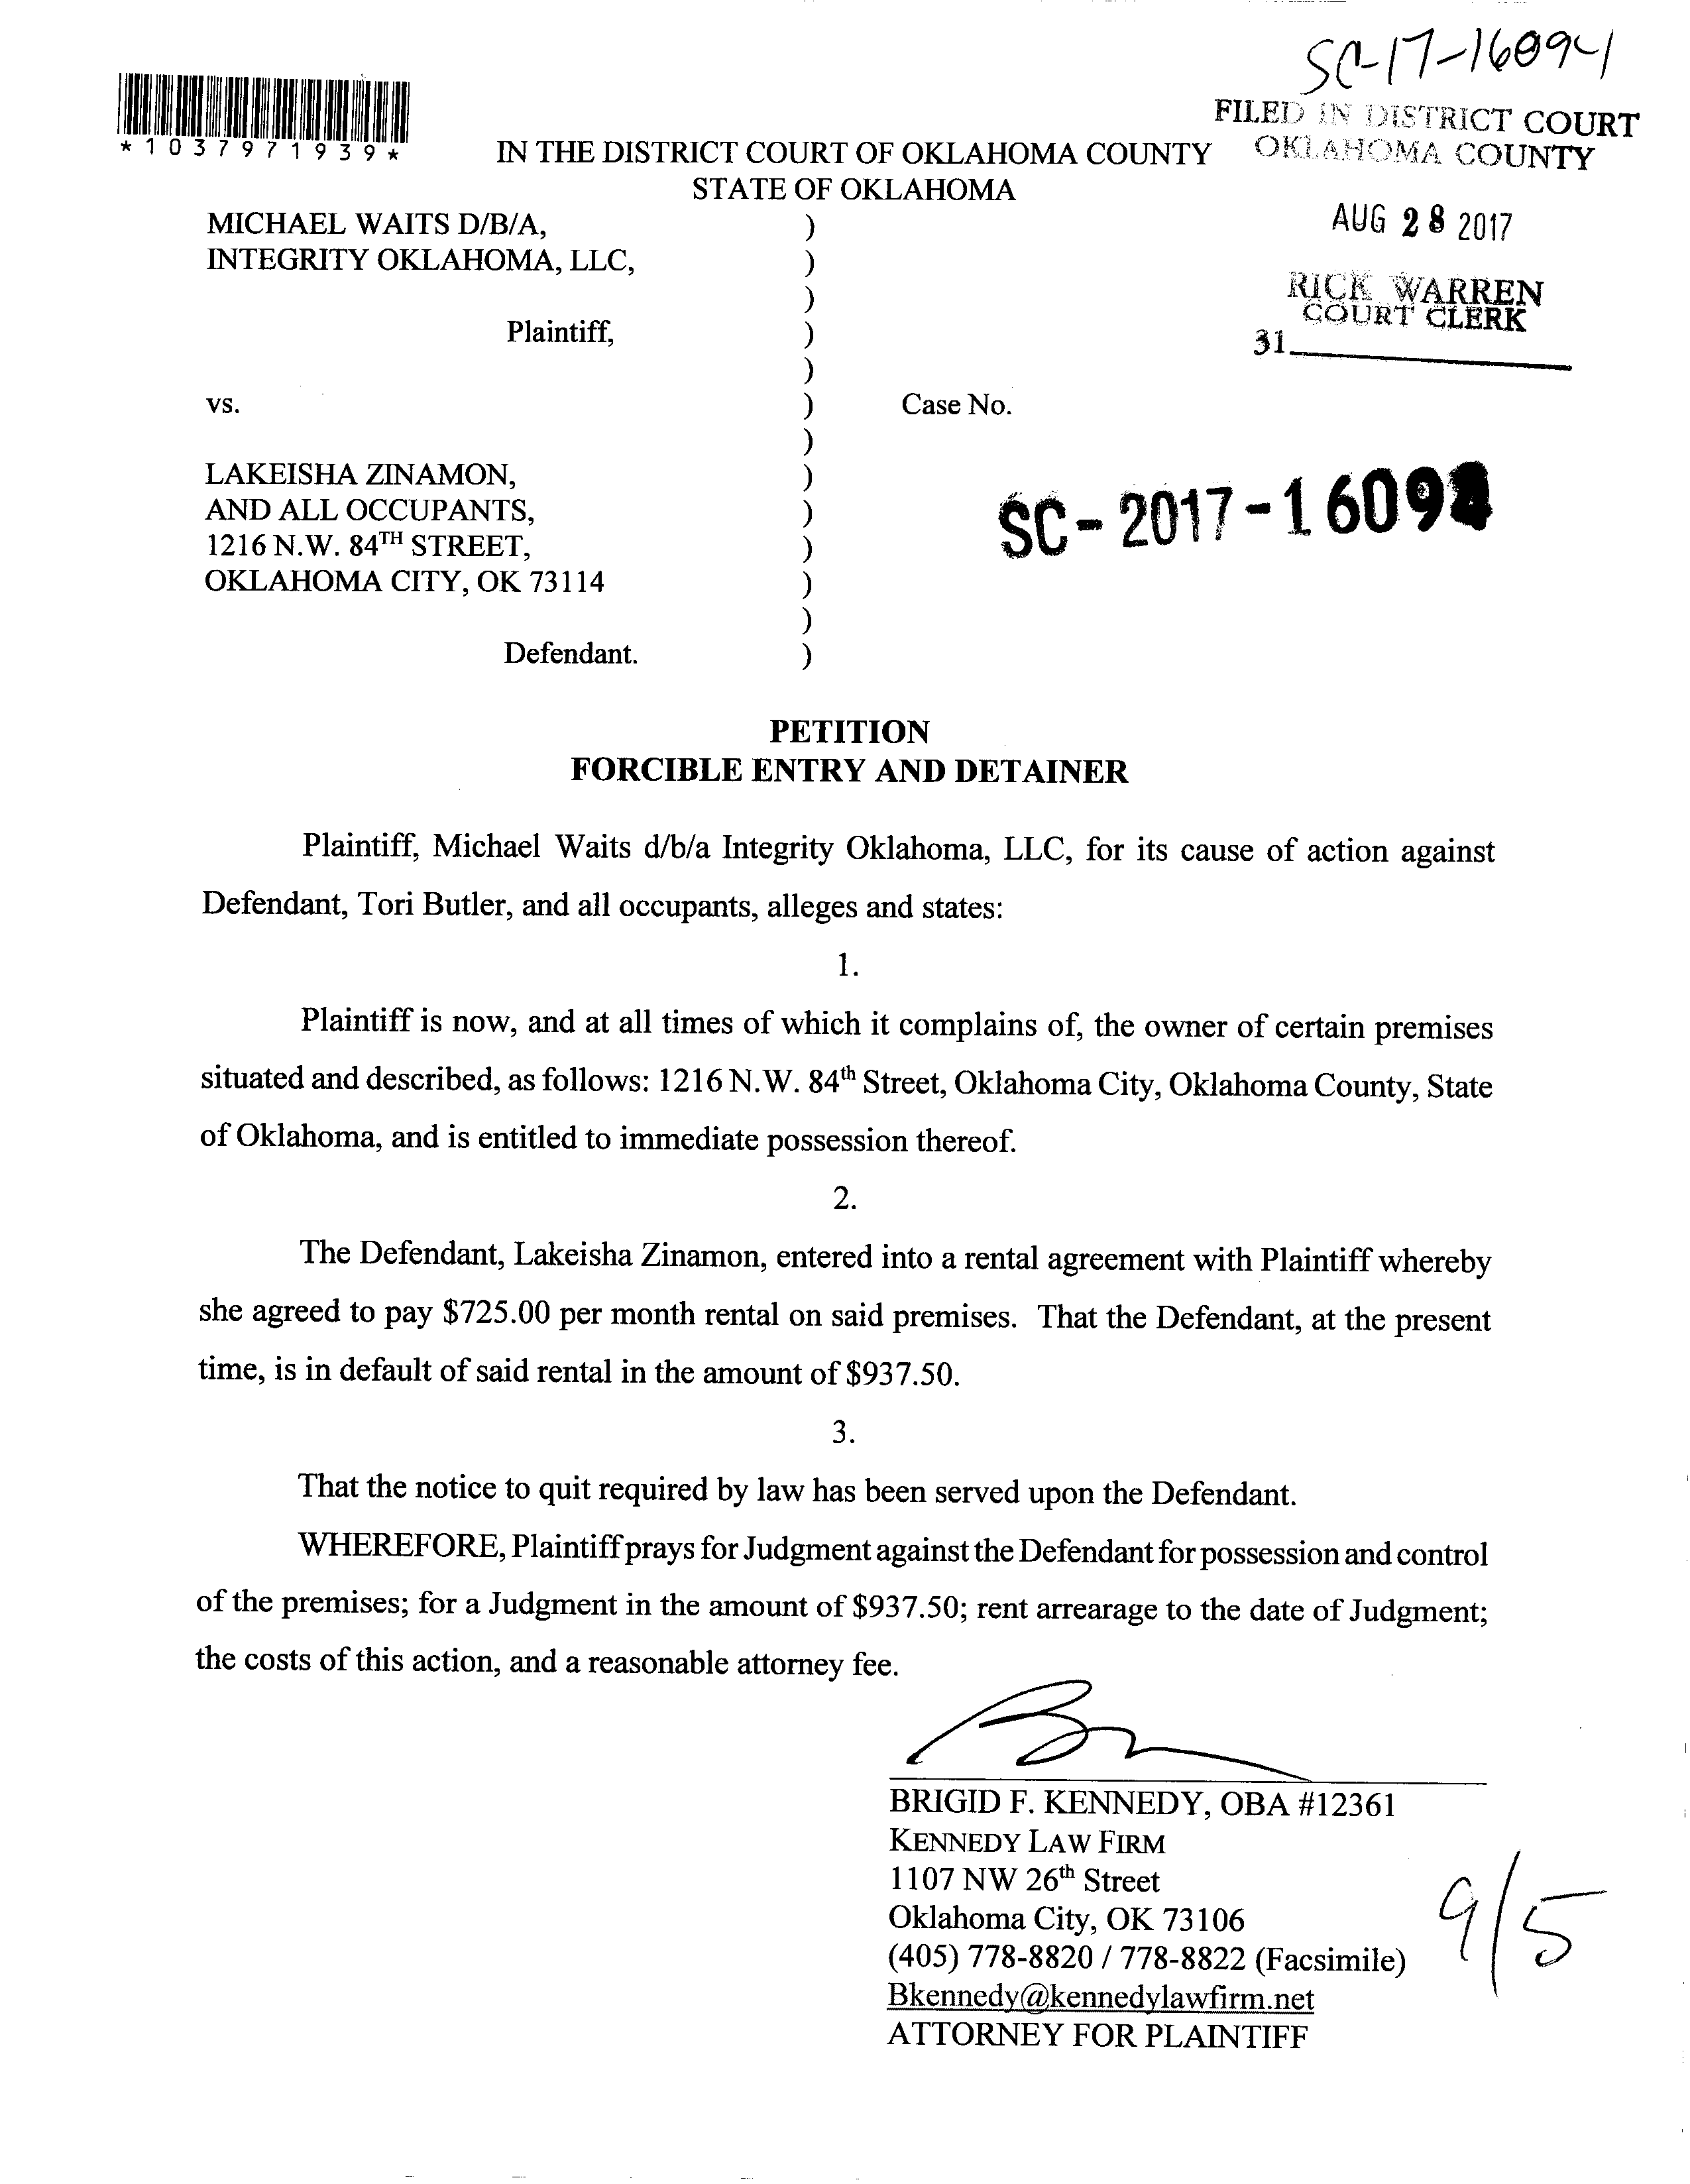 SC-17-16094
*1037971939*
FILED IN DISTRICT COURT
OKLAHOMA COUNTY
IN THE DISTRICT COURT OF OKLAHOMA COUNTY
STATE OF OKLAHOMA
AUG 28 2017
RICK WARREN
COURT CLERK
31
MICHAEL WAITS D/B/A, )
INTEGRITY OKLAHOMA, LLC, )
)
Plaintiff, )
)
vs. ) Case No.
)
LAKEISHA ZINAMON, )
AND ALL OCCUPANTS, )
1216 N.W. 84TH STREET, )
OKLAHOMA CITY, OK 73114 )
)
Defendant. )
SC-2017-16094
PETITION
FORCIBLE ENTRY AND DETAINER
Plaintiff, Michael Waits d/b/a Integrity Oklahoma, LLC, for its cause of action against
Defendant, Tori Butler, and all occupants, alleges and states:
1.
Plaintiff is now, and at all times of which it complains of, the owner of certain premises
situated and described, as follows: 1216 N.W. 84th Street, Oklahoma City, Oklahoma County, State
of Oklahoma, and is entitled to immediate possession thereof.
2.
The Defendant, Lakeisha Zinamon, entered into a rental agreement with Plaintiff whereby
she agreed to pay $725.00 per month rental on said premises. That the Defendant, at the present
time, is in default of said rental in the amount of $937.50.
3.
That the notice to quit required by law has been served upon the Defendant.
WHEREFORE, Plaintiff prays for Judgment against the Defendant for possession and control
of the premises; for a Judgment in the amount of $937.50; rent arrearage to the date of Judgment;
the costs of this action, and a reasonable attorney fee.
BRIGID F. KENNEDY, OBA #12361
KENNEDY LAW FIRM
1107 NW 26th Street
Oklahoma City, OK 73106
(405) 778-8820 / 778-8822 (Facsimile)
Bkennedy@kennedylawfirm.net
ATTORNEY FOR PLAINTIFF
9/5